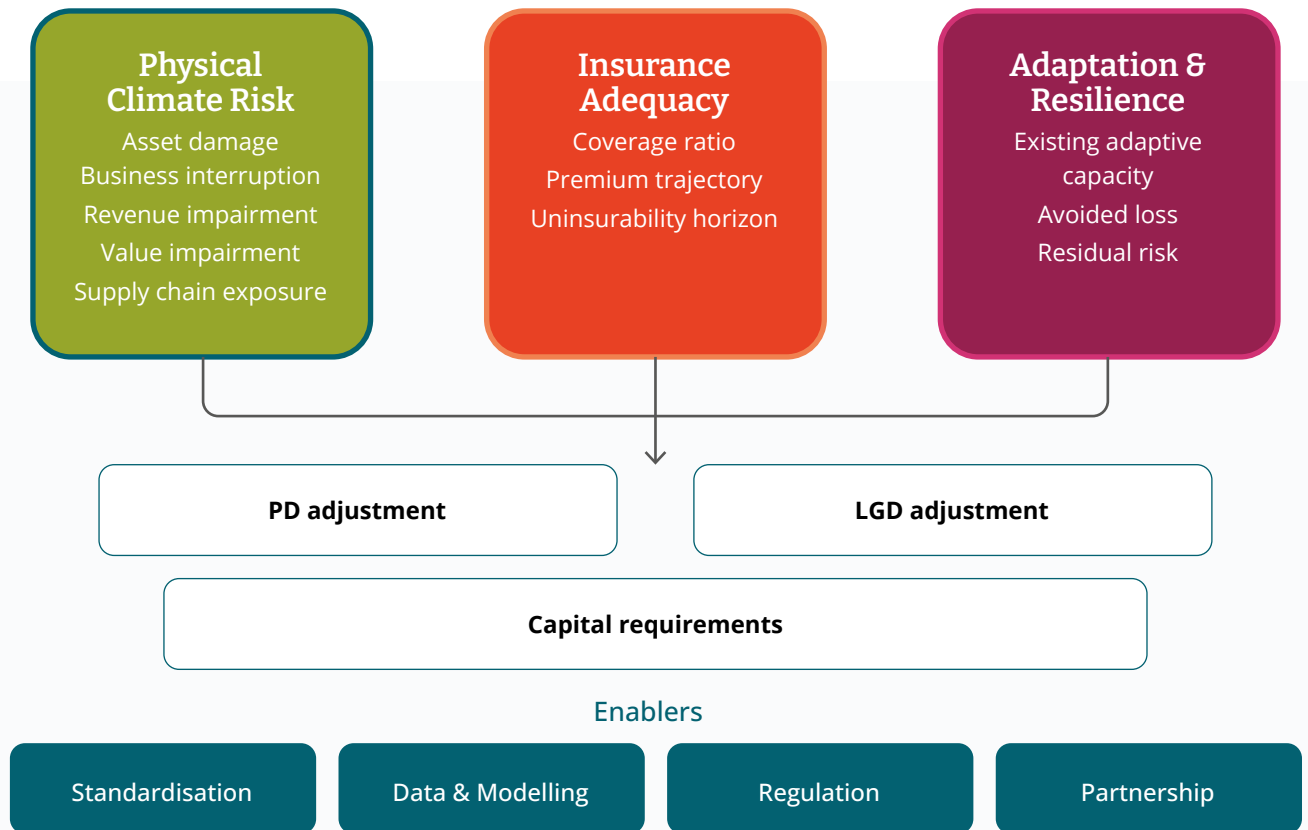 Physical
Climate Risk
Asset damage
Business interruption
Revenue impairment
Value impairment
Supply chain exposure
Insurance
Adequacy
Coverage ratio
Premium trajectory
Uninsurability horizon
Adaptation &
Resilience
Existing adaptive
capacity
Avoided loss
Residual risk
PD adjustment
LGD adjustment
Capital requirements
Enablers
Standardisation
Data & Modelling
Regulation
Partnership